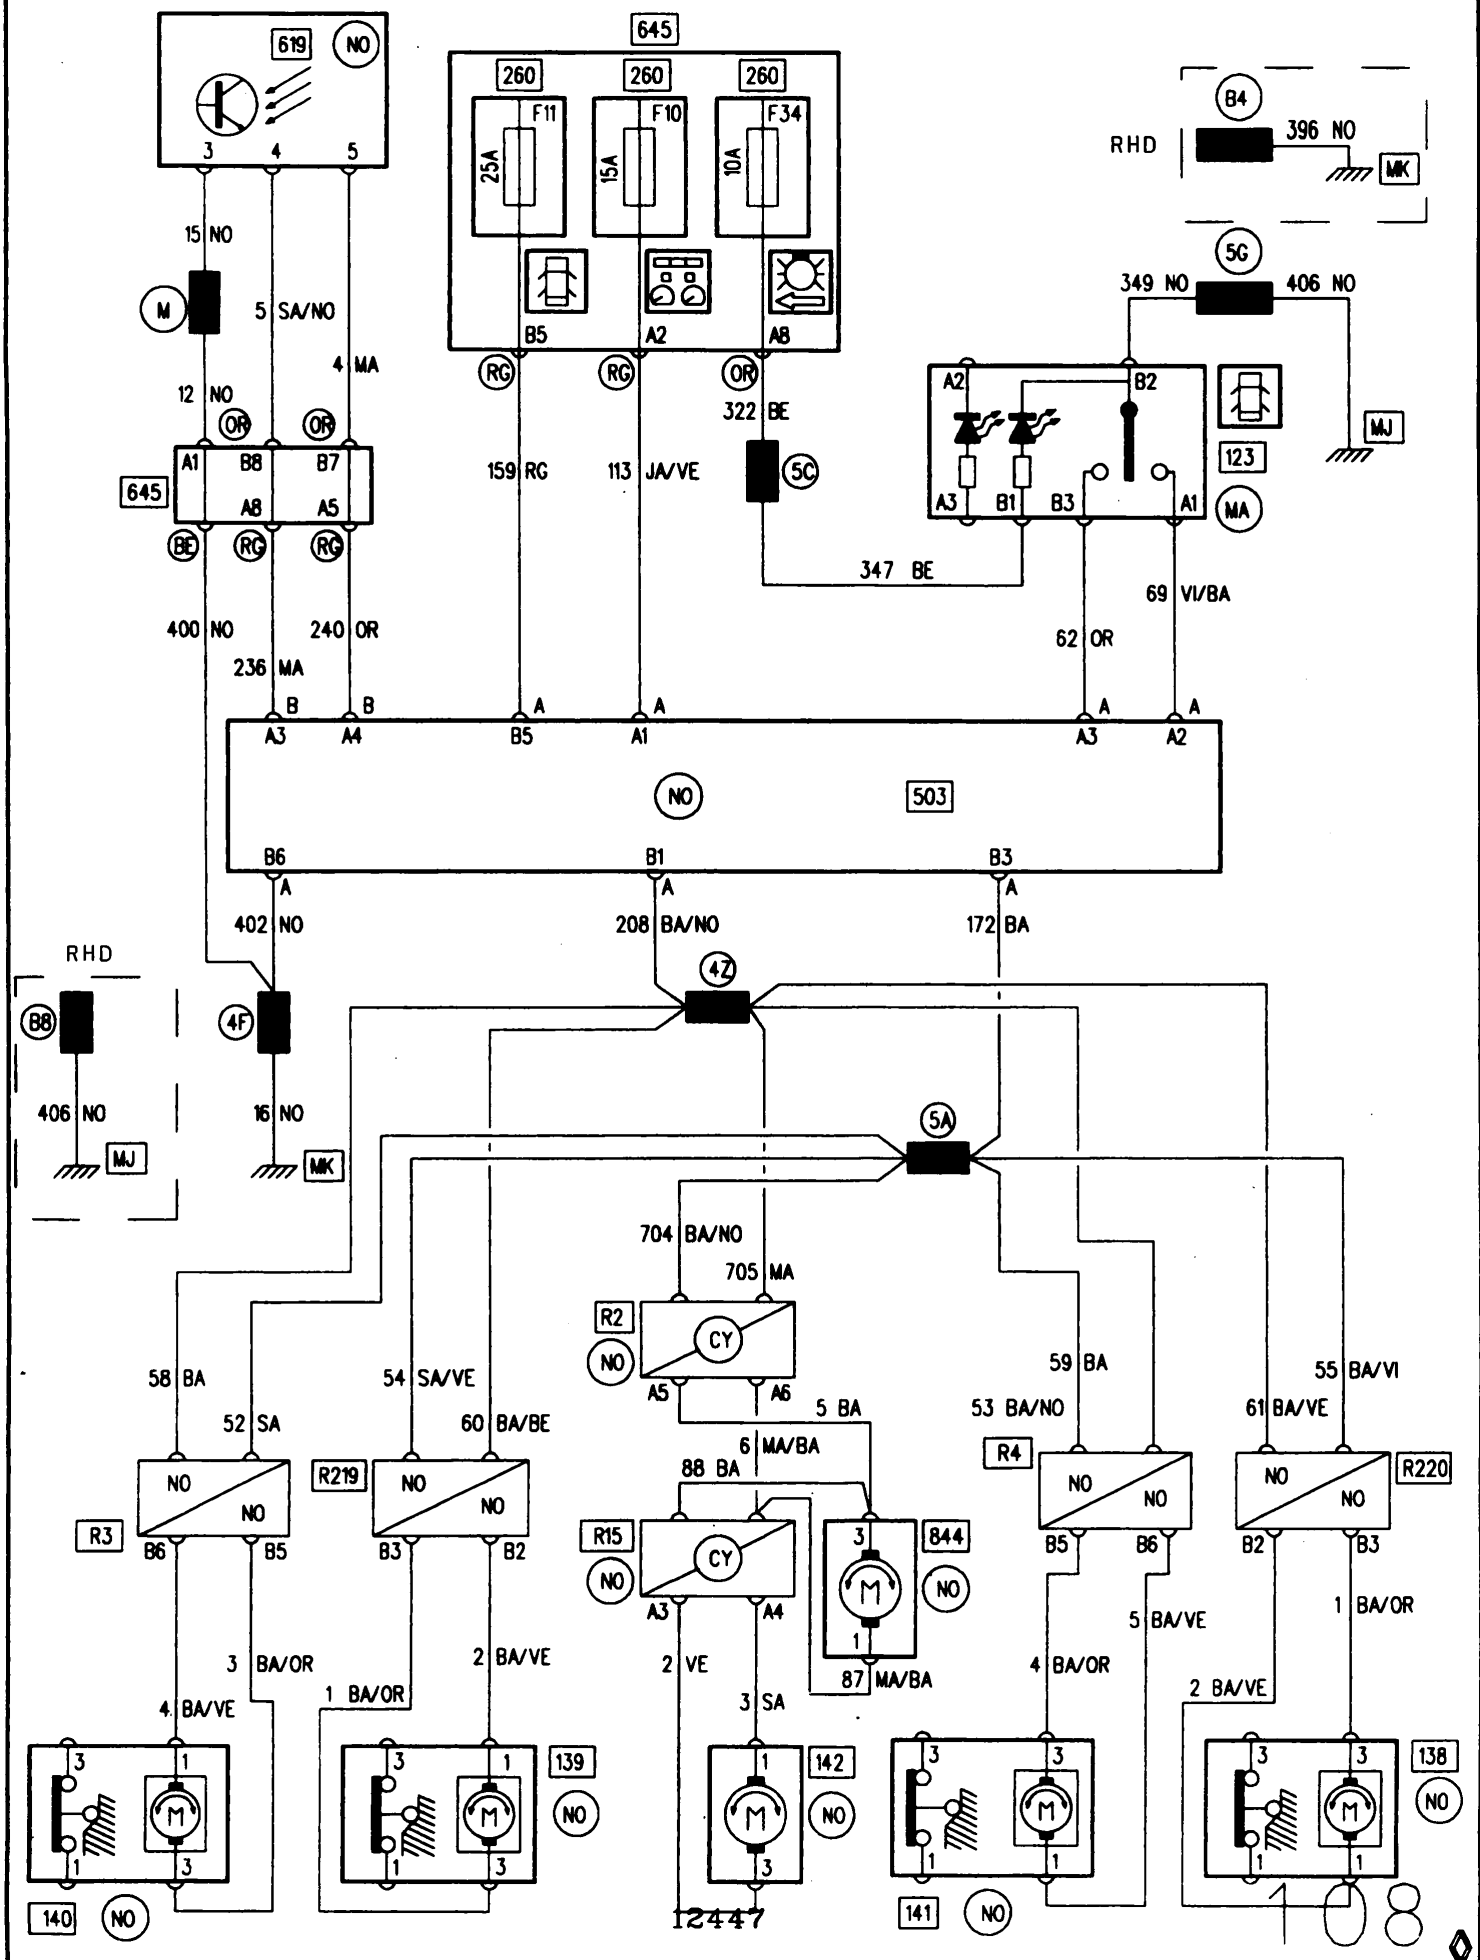 645
619 NO
260 260 260
F11 F10 F34
25A 15A 10A
3 4 5
B4
396 NO
RHD
MK
15 NO
M
5 SA/NO
4 MA
12 NO
OR OR
A1 B8 B7
A8 A5
645
BE RG RG
B5 A2 A8
RG RG OR
322 BE
5C
159 RG
113 JA/VE
347 BE
5G
349 NO 406 NO
MJ
A2 B2
A3 B1 B3 A1
123
MA
69 VI/BA
62 OR
400 NO
240 OR
236 MA
B B A A A A
A3 A4 B5 A1 A3 A2
NO 503
B6 B1 B3
A A A
402 NO 208 BA/NO 172 BA
RHD
4Z
B8 4F
406 NO 16 NO
MJ MK
5A
704 BA/NO
705 MA
R2
CY
NO
A5 A6
58 BA 54 SA/VE 59 BA 55 BA/VI
52 SA 60 BA/BE 5 BA 53 BA/NO 61 BA/VE
6 MA/BA
88 BA
R4
NO NO
R219
NO NO
NO NO
NO NO
R220
R3
B6 B5 B3 B2
R15
CY
NO
A3 A4
3
M
1
844
NO
B5 B6 B2 B3
1 BA/OR
5 BA/VE
3 BA/OR 2 BA/VE 2 VE 87 MA/BA 4 BA/OR
1 BA/OR
2 BA/VE
4 BA/VE
3 SA
3 1 3 1 139 1 142 3 3 3 3 138
M M M M M
NO NO NO
1 3 1 3 3 1 1 1 1
140 NO 12447 141 NO 108